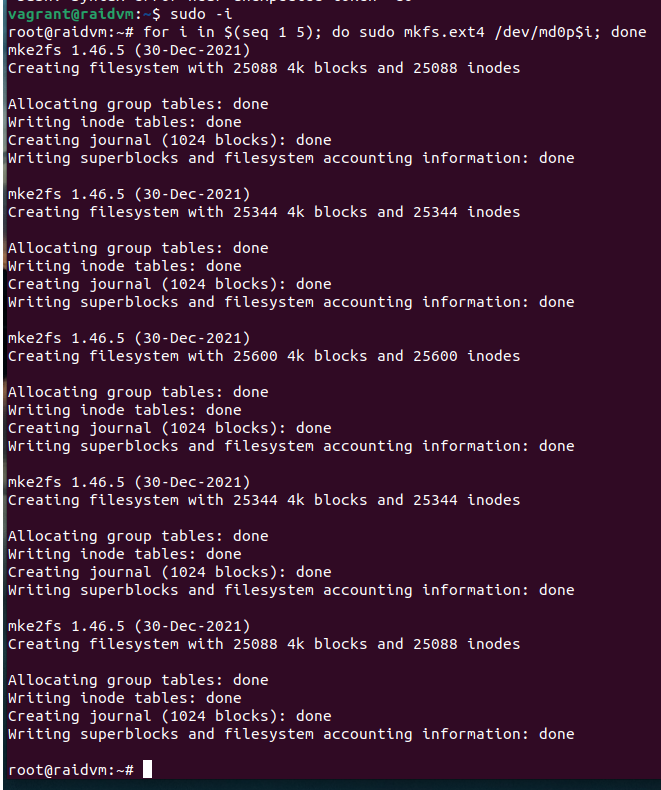 vagrant@raidvm:~$ sudo -i
root@raidvm:~# for i in $(seq 1 5); do sudo mkfs.ext4 /dev/md0p$i; done
mke2fs 1.46.5 (30-Dec-2021)
Creating filesystem with 25088 4k blocks and 25088 inodes
Allocating group tables: done
Writing inode tables: done
Creating journal (1024 blocks): done
Writing superblocks and filesystem accounting information: done
mke2fs 1.46.5 (30-Dec-2021)
Creating filesystem with 25344 4k blocks and 25344 inodes
Allocating group tables: done
Writing inode tables: done
Creating journal (1024 blocks): done
Writing superblocks and filesystem accounting information: done
mke2fs 1.46.5 (30-Dec-2021)
Creating filesystem with 25600 4k blocks and 25600 inodes
Allocating group tables: done
Writing inode tables: done
Creating journal (1024 blocks): done
Writing superblocks and filesystem accounting information: done
mke2fs 1.46.5 (30-Dec-2021)
Creating filesystem with 25344 4k blocks and 25344 inodes
Allocating group tables: done
Writing inode tables: done
Creating journal (1024 blocks): done
Writing superblocks and filesystem accounting information: done
mke2fs 1.46.5 (30-Dec-2021)
Creating filesystem with 25088 4k blocks and 25088 inodes
Allocating group tables: done
Writing inode tables: done
Creating journal (1024 blocks): done
Writing superblocks and filesystem accounting information: done
root@raidvm:~#